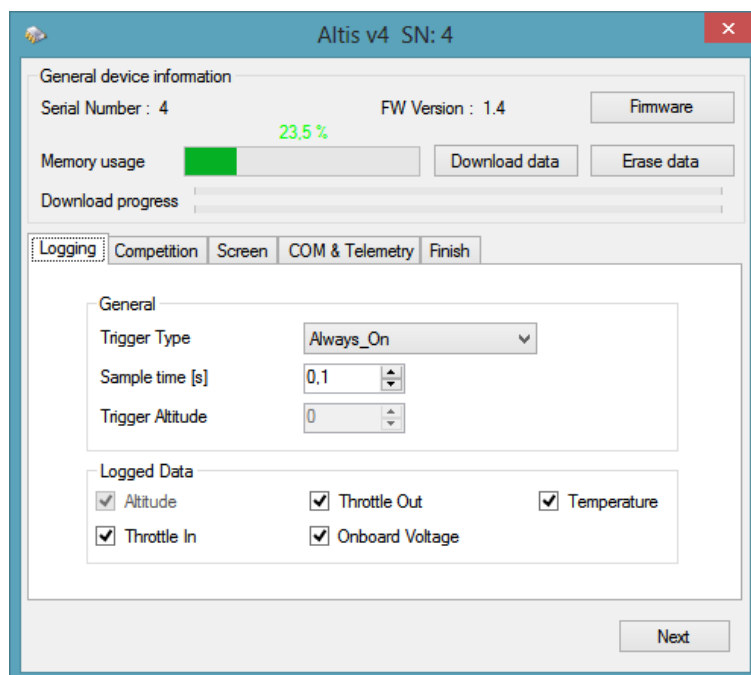 Altis v4 SN: 4
General device information
Serial Number : 4 FW Version : 1.4 Firmware
23,5 %
Memory usage Download data Erase data
Download progress
Logging Competition Screen COM & Telemetry Finish
General
Trigger Type Always_On
Sample time [s] 0,1
Trigger Altitude 0
Logged Data
Altitude Throttle Out Temperature
Throttle In Onboard Voltage
Next